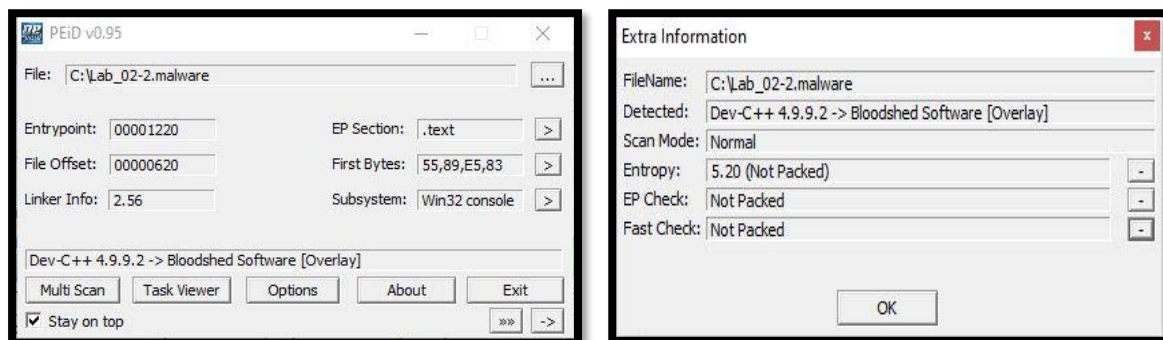 PEiD v0.95
File: C:\Lab_02-2.malware ...
Entrypoint: 00001220 EP Section: .text >
File Offset: 00000620 First Bytes: 55,89,E5,83 >
Linker Info: 2.56 Subsystem: Win32 console >
Dev-C++ 4.9.9.2 -> Bloodshed Software [Overlay]
Multi Scan Task Viewer Options About Exit
Stay on top »» ->
Extra Information x
FileName: C:\Lab_02-2.malware
Detected: Dev-C++ 4.9.9.2 -> Bloodshed Software [Overlay]
Scan Mode: Normal
Entropy: 5.20 (Not Packed) -
EP Check: Not Packed -
Fast Check: Not Packed -
OK